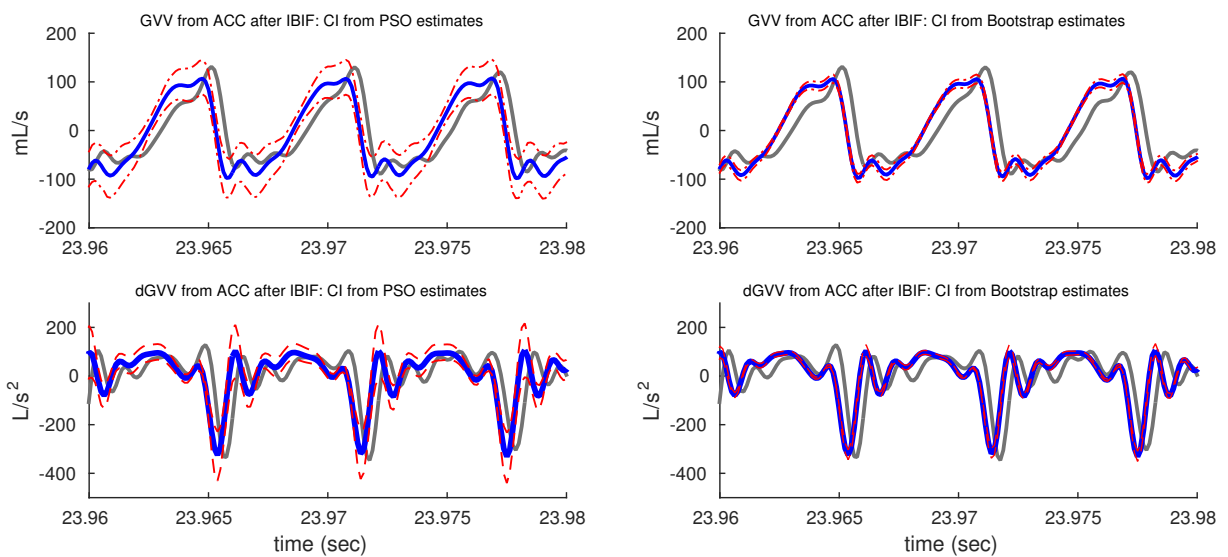 GVV from ACC after IBIF: CI from PSO estimates
200
100
0
-100
-200
mL/s
23.96 23.965 23.97 23.975 23.98
GVV from ACC after IBIF: CI from Bootstrap estimates
200
100
0
-100
-200
mL/s
23.96 23.965 23.97 23.975 23.98
dGVV from ACC after IBIF: CI from PSO estimates
200
0
-200
-400
L/s²
23.96 23.965 23.97 23.975 23.98
time (sec)
dGVV from ACC after IBIF: CI from Bootstrap estimates
200
0
-200
-400
L/s²
23.96 23.965 23.97 23.975 23.98
time (sec)